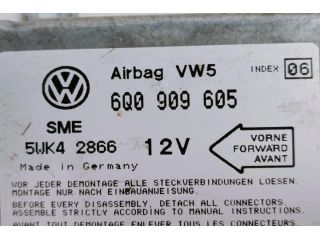 Airbag VW5 INDEX 06
6Q0 909 605
SME
5WK4 2866 12V VORNE
FORWARD
AVANT
Made in Germany
VOR JEDER DEMONTAGE ALLE STECKVERBINDUNGEN LOESEN.
MONTAGE NUR NACH EINBAUANWEISUNG.
BEFORE EVERY DISASSEMBLY, DETACH ALL CONNECTORS.
ASSEMBLE STRICTLY ACCORDING TO MANUAL INSTRUCTIONS.
AVANT TOUT DEMONTAGE ENLEVER TOUS LES CONNECTEURS